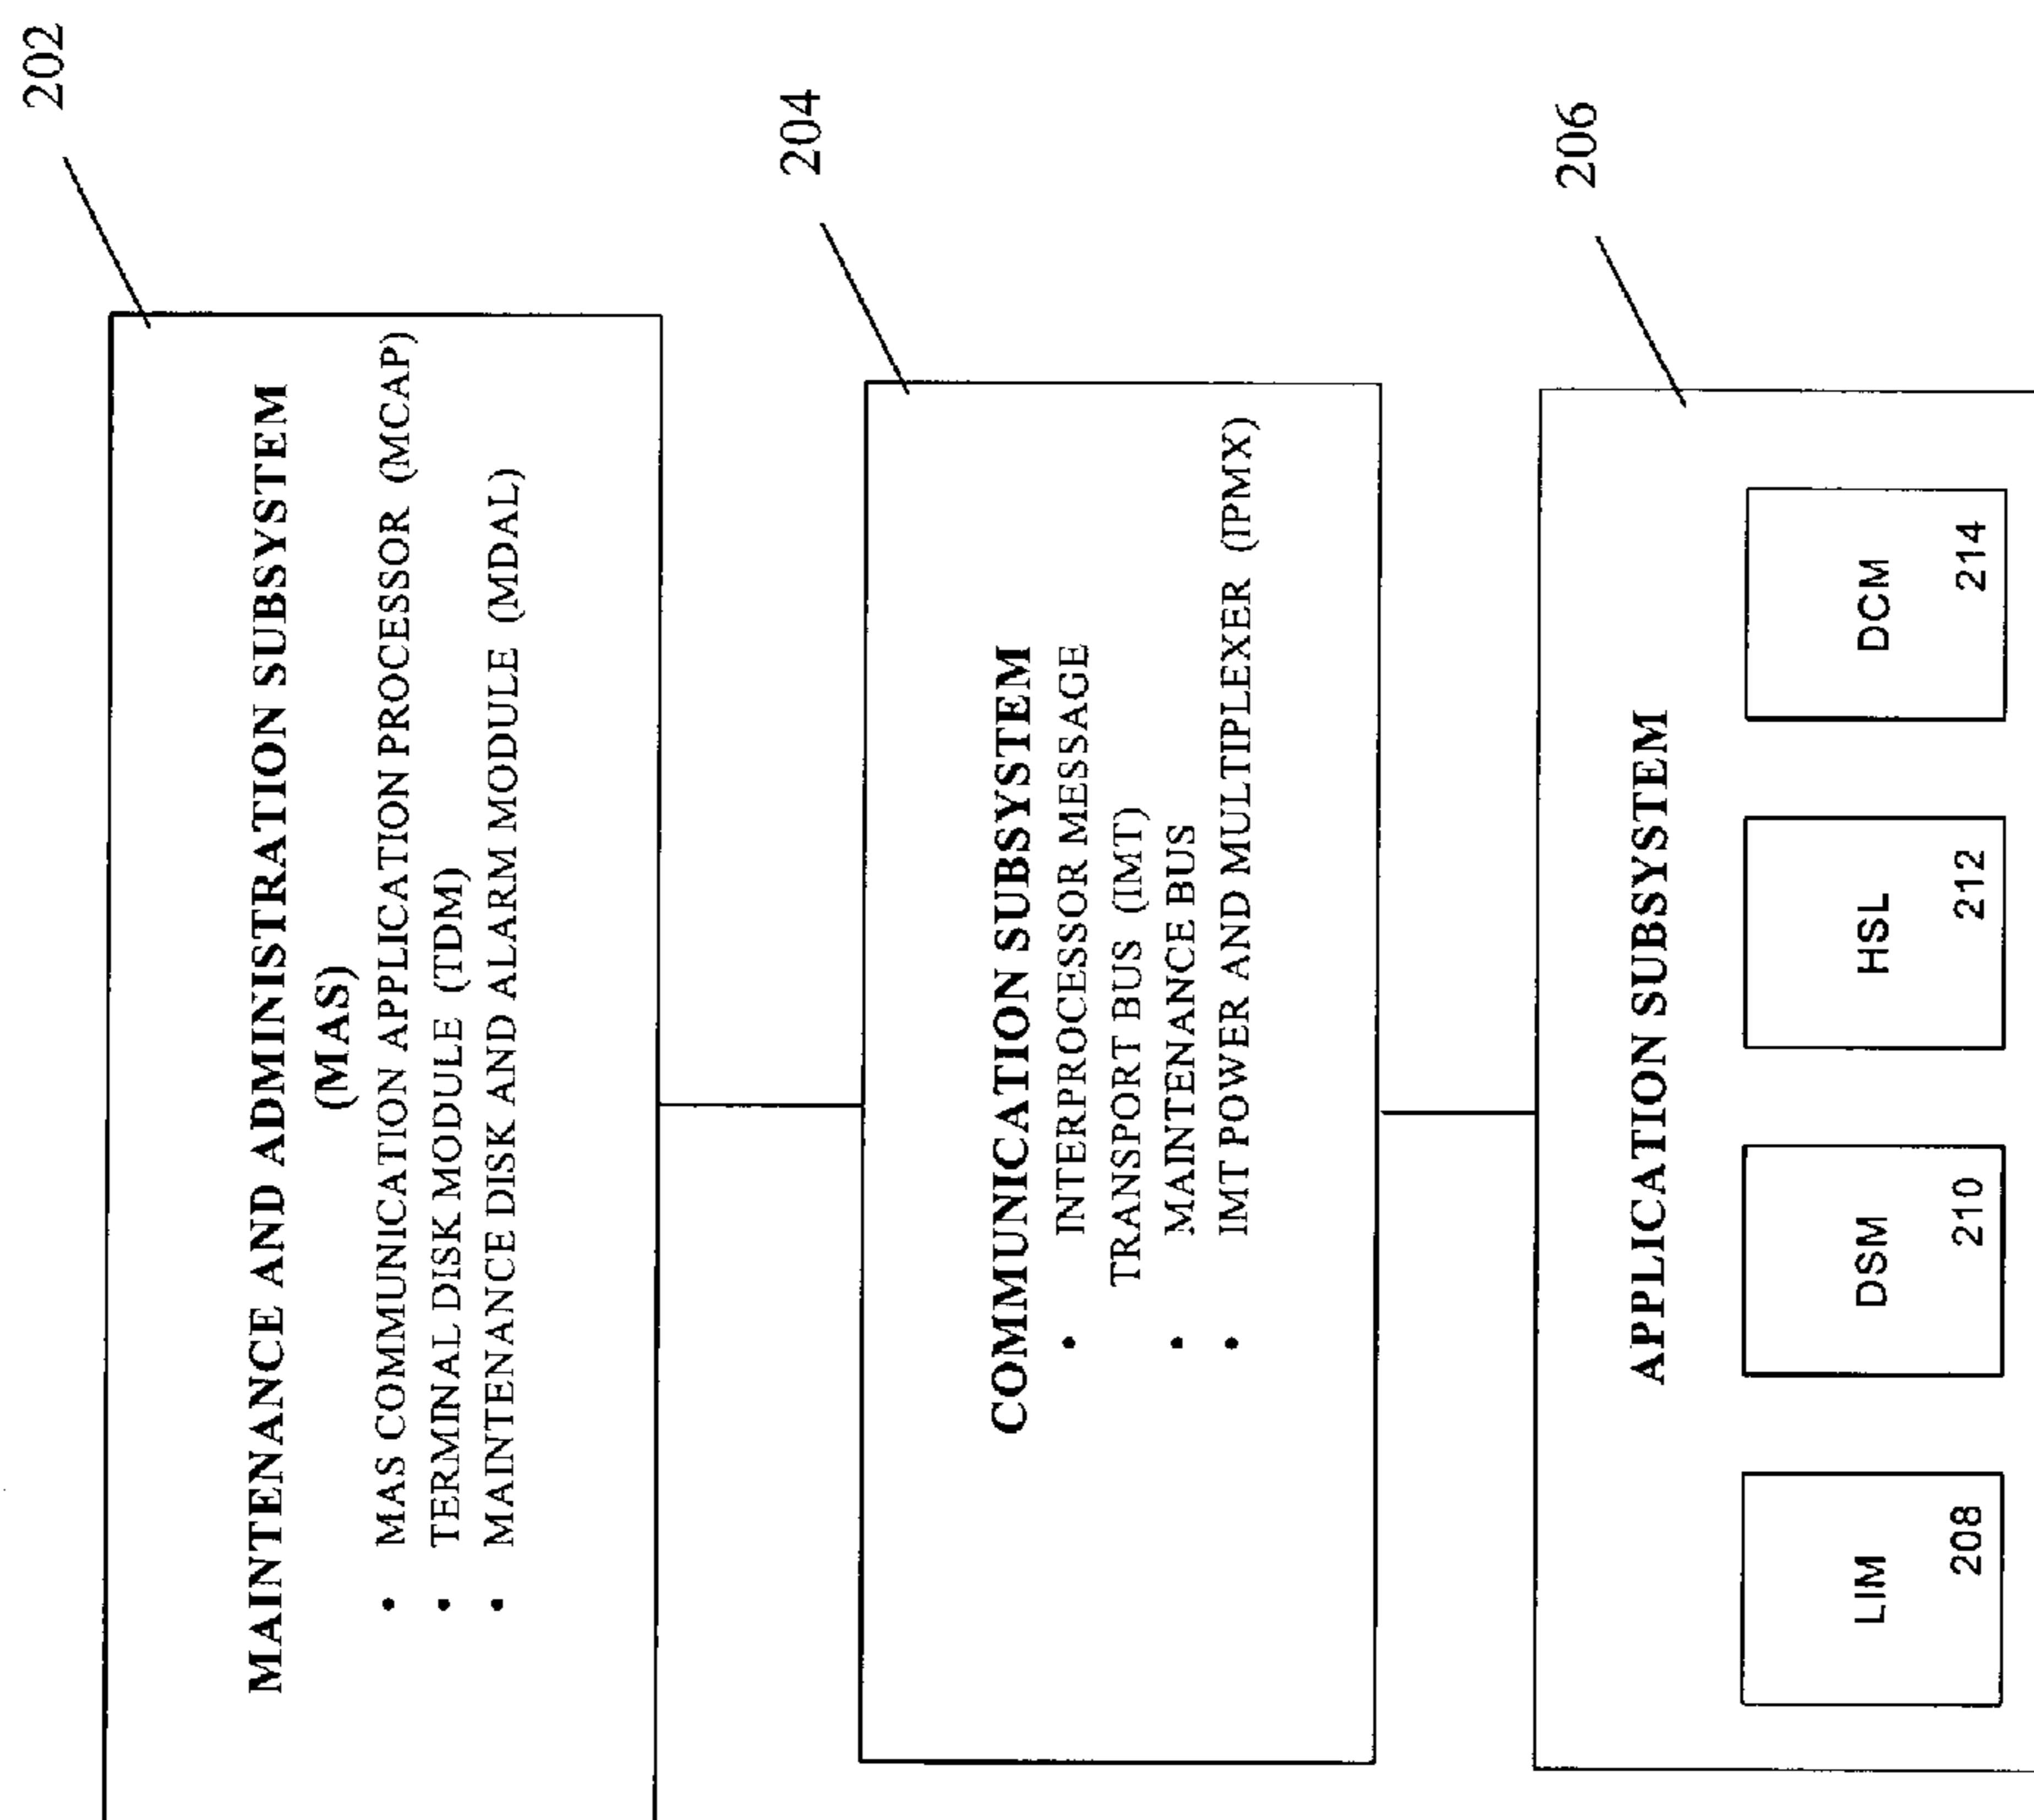 202
MAINTENANCE AND ADMINISTRATION SUBSYSTEM
(MAS)
• MAS COMMUNICATION APPLICATION PROCESSOR (MCAP)
• TERMINAL DISK MODULE (TDM)
• MAINTENANCE DISK AND ALARM MODULE (MDAL)
204
COMMUNICATION SUBSYSTEM
• INTERPROCESSOR MESSAGE
TRANSPORT BUS (IMT)
• MAINTENANCE BUS
• IMT POWER AND MULTIPLEXER (IPMX)
206
APPLICATION SUBSYSTEM
LIM
208
DSM
210
HSL
212
DCM
214